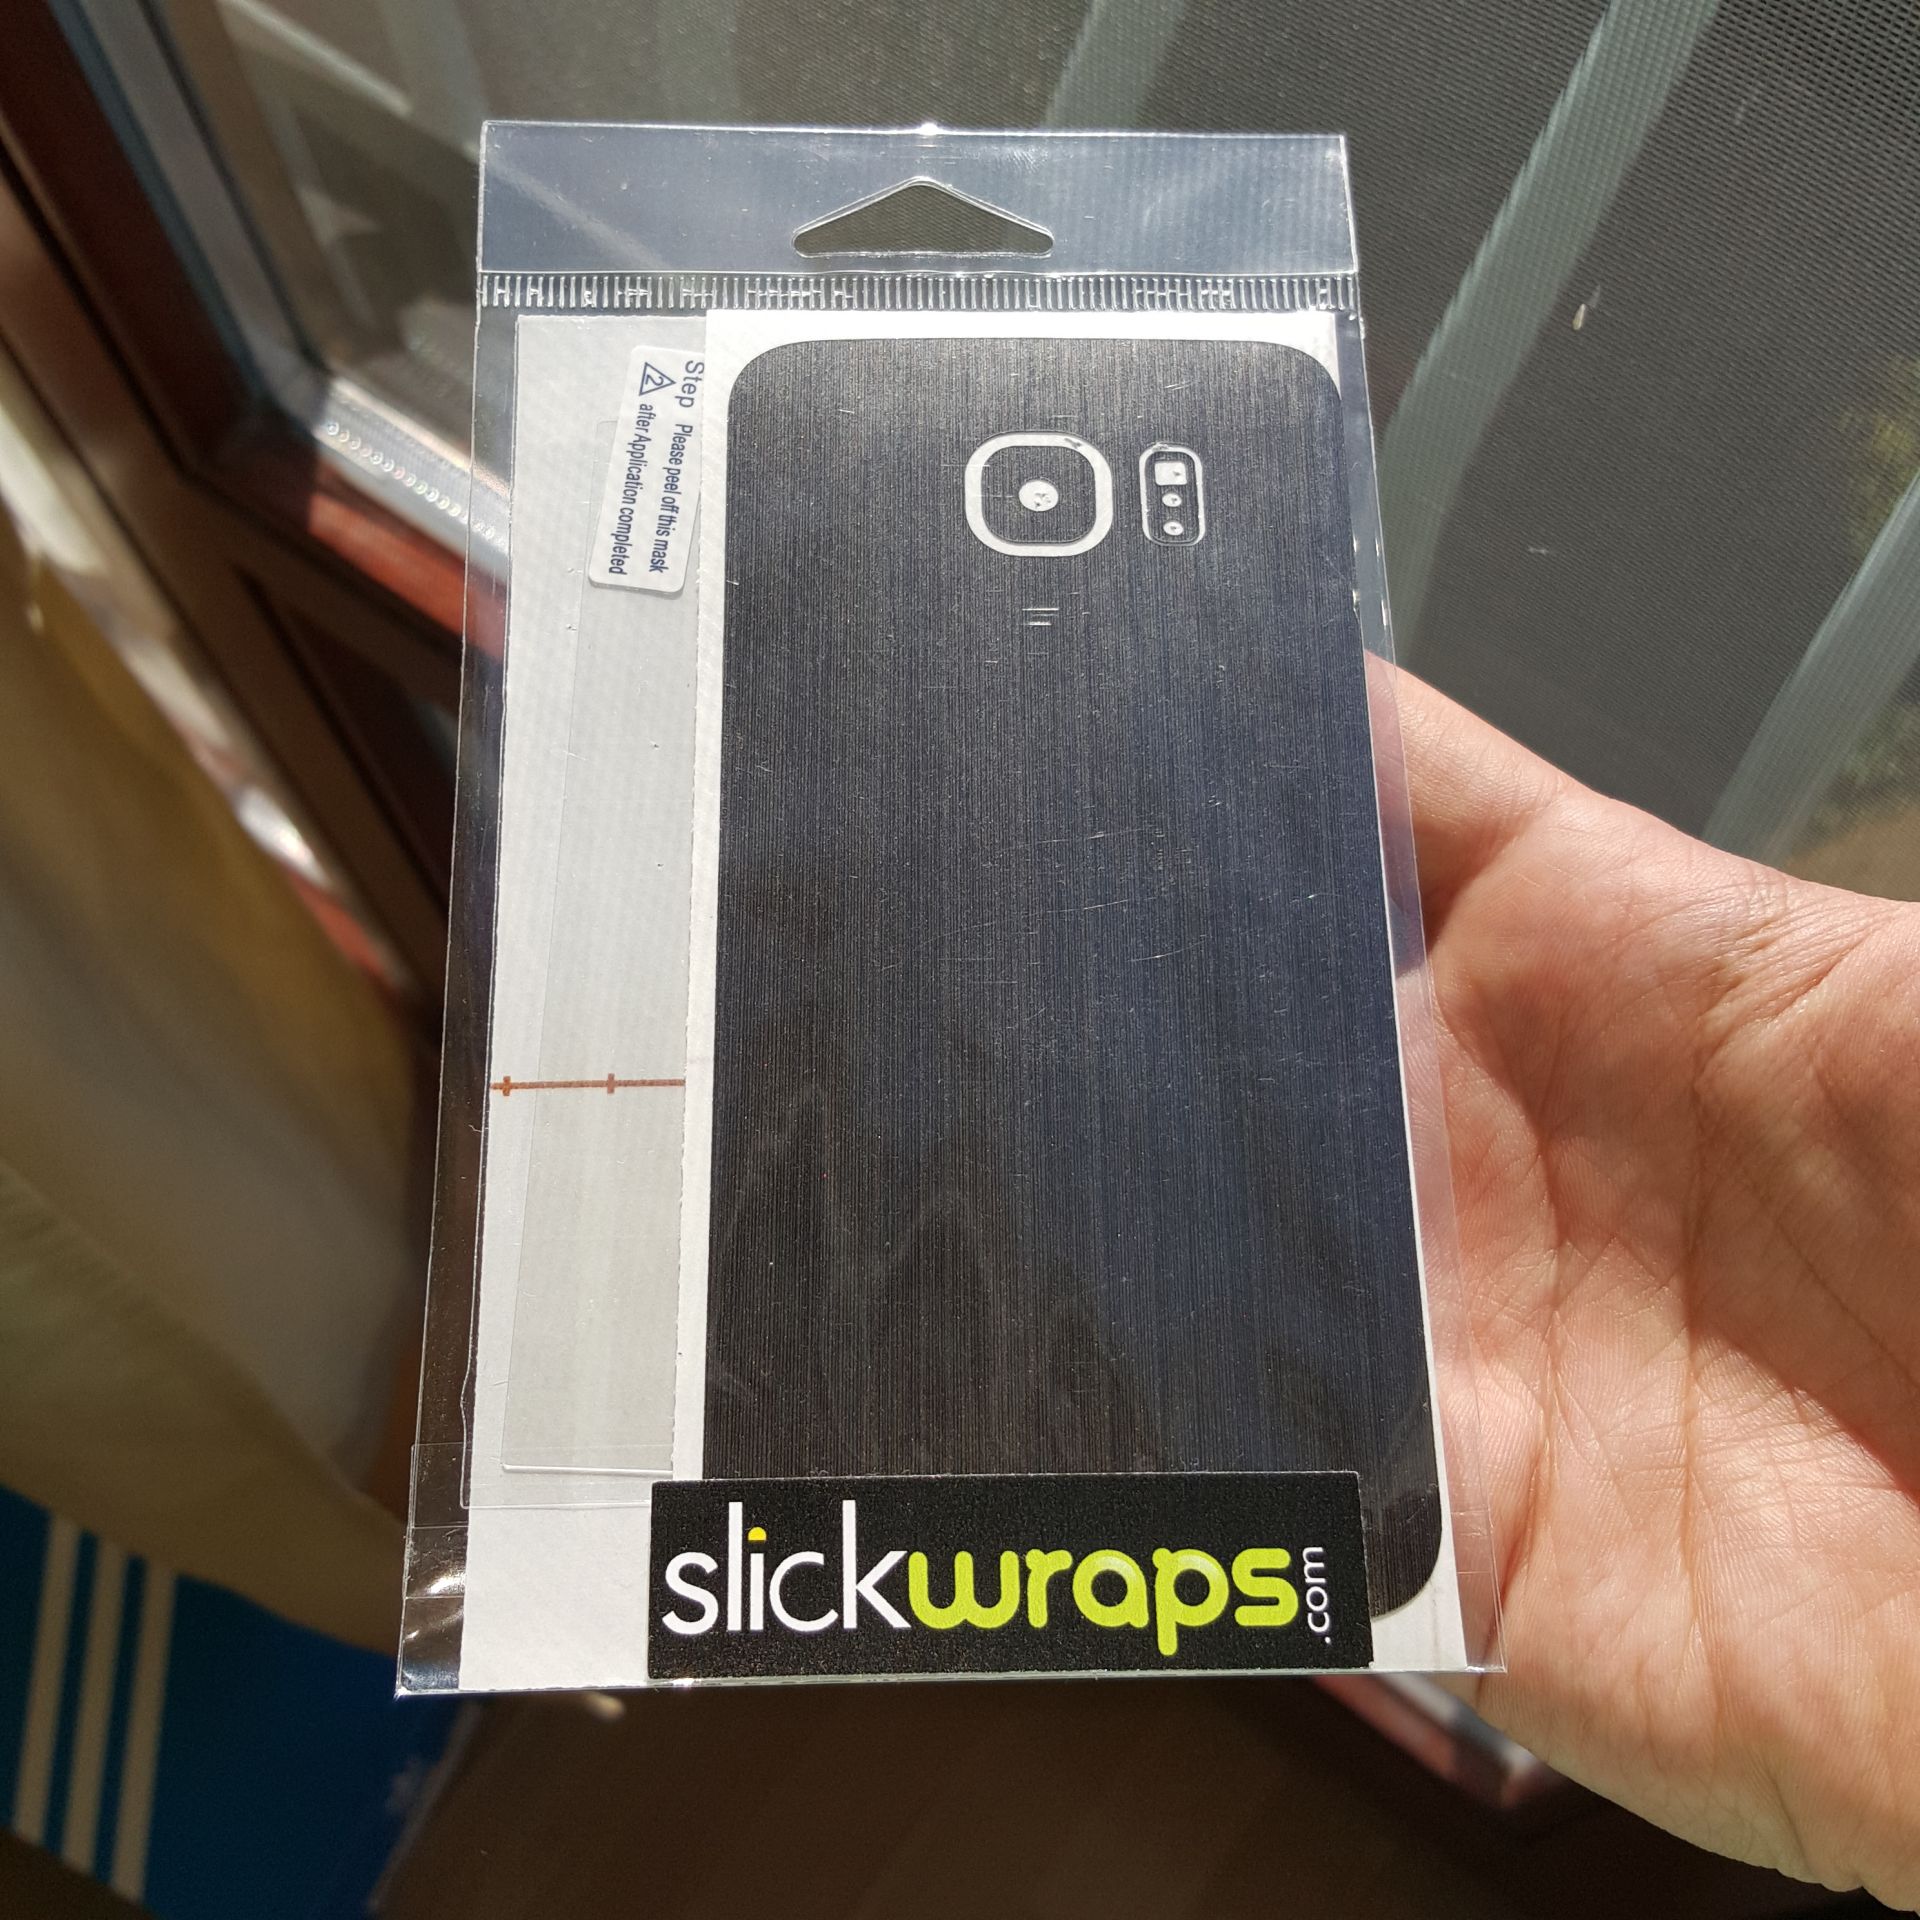 Step Please peel off this mask
2 after Application completed
slickwraps.com